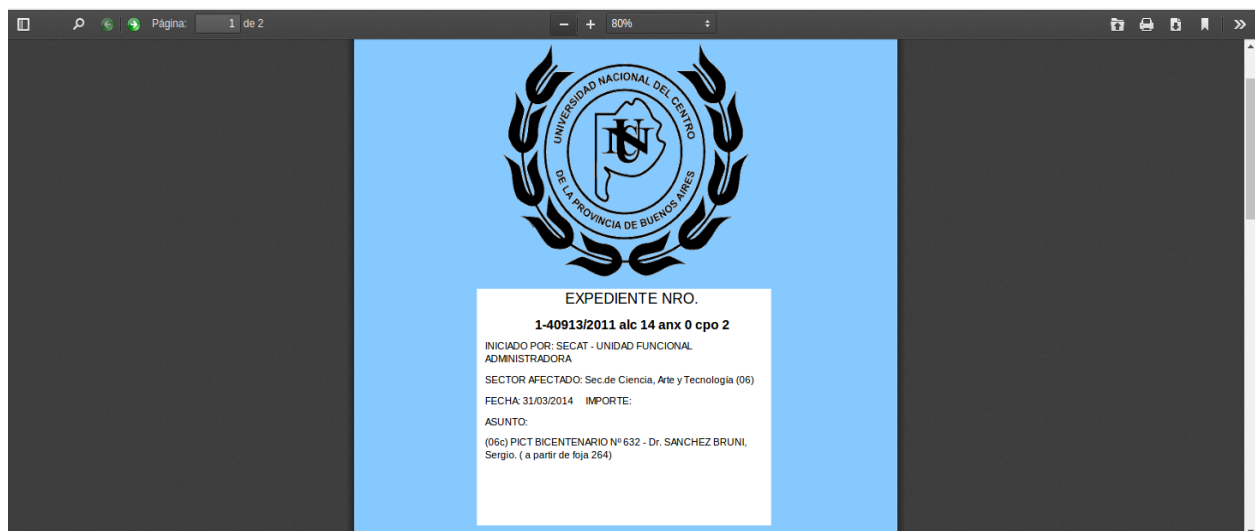 Página: 1 de 2
80%
UNIVERSIDAD NACIONAL DEL CENTRO
DE LA PROVINCIA DE BUENOS AIRES
UNC
EXPEDIENTE NRO.
1-40913/2011 alc 14 anx 0 cpo 2
INICIADO POR: SECAT - UNIDAD FUNCIONAL
ADMINISTRADORA
SECTOR AFECTADO: Sec.de Ciencia, Arte y Tecnología (06)
FECHA: 31/03/2014 IMPORTE:
ASUNTO:
(06c) PICT BICENTENARIO Nº 632 - Dr. SANCHEZ BRUNI,
Sergio. ( a partir de foja 264)